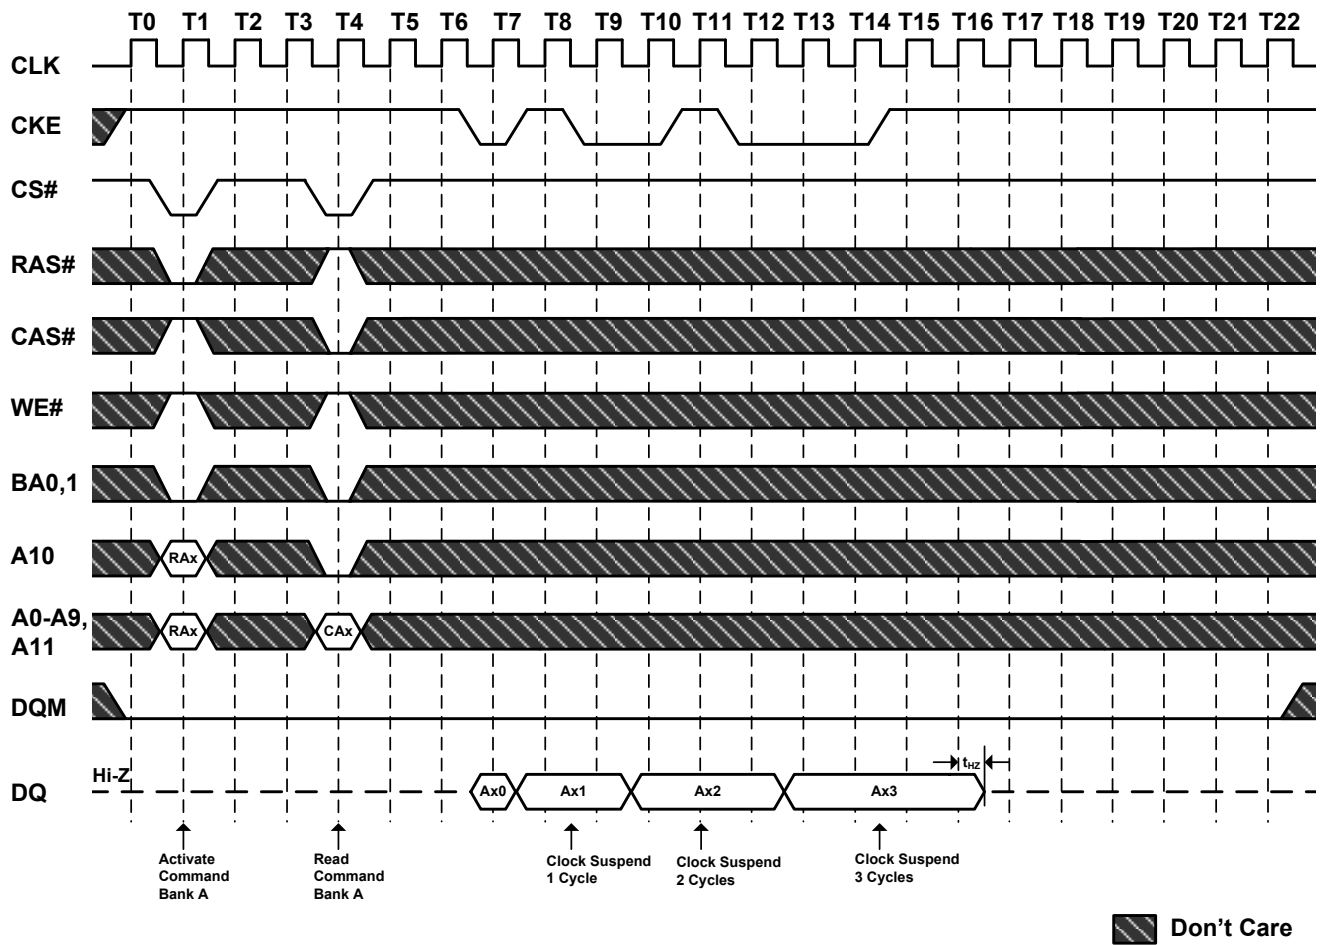 T0 T1 T2 T3 T4 T5 T6 T7 T8 T9 T10 T11 T12 T13 T14 T15 T16 T17 T18 T19 T20 T21 T22
CLK
CKE
CS#
RAS#
CAS#
WE#
BA0,1
A10
RAx
A0-A9,
A11
RAx
CAx
DQM
tHZ
Hi-Z
DQ
Ax0
Ax1
Ax2
Ax3
Activate
Command
Bank A
Read
Command
Bank A
Clock Suspend
1 Cycle
Clock Suspend
2 Cycles
Clock Suspend
3 Cycles
Don't Care